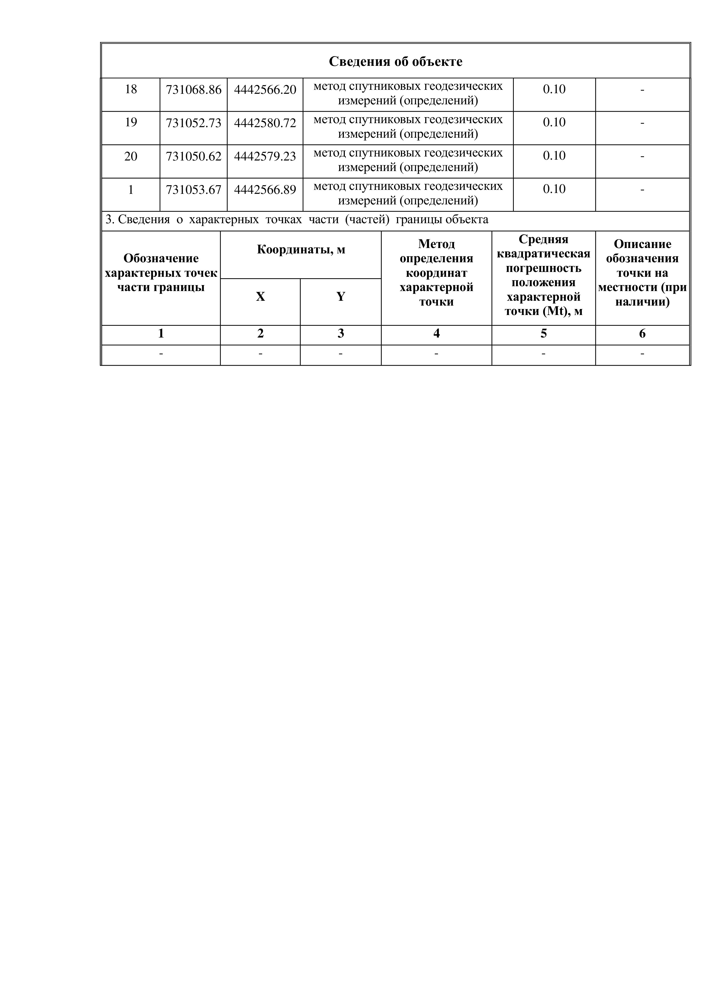 Сведения об объекте
18 731068.86 4442566.20 метод спутниковых геодезических измерений (определений) 0.10 -
19 731052.73 4442580.72 метод спутниковых геодезических измерений (определений) 0.10 -
20 731050.62 4442579.23 метод спутниковых геодезических измерений (определений) 0.10 -
1 731053.67 4442566.89 метод спутниковых геодезических измерений (определений) 0.10 -
3. Сведения о характерных точках части (частей) границы объекта
Обозначение
характерных точек
части границы
Координаты, м
X
Y
Метод
определения
координат
характерной
точки
Средняя
квадратическая
погрешность
положения
характерной
точки (Mt), м
Описание
обозначения
точки на
местности (при
наличии)
1 2 3 4 5 6
- - - - - -